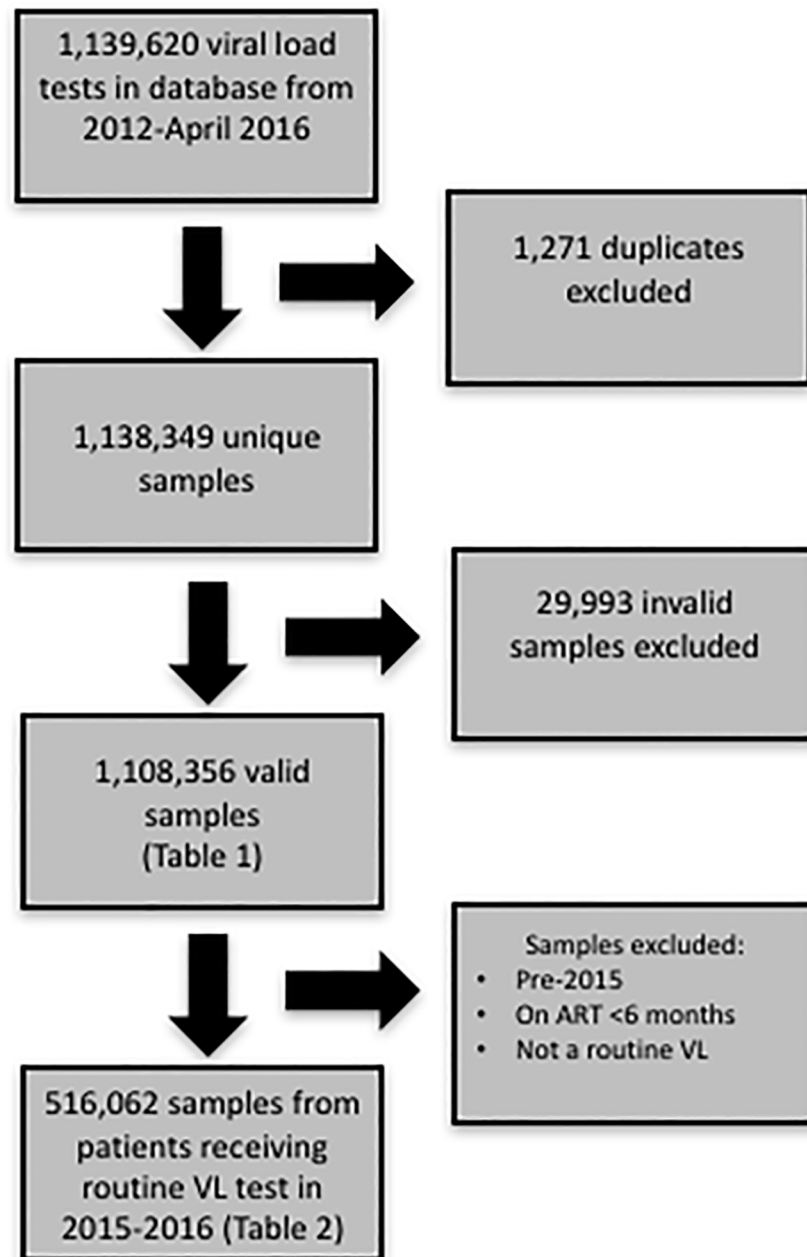 1,139,620 viral load
tests in database from
2012-April 2016
1,271 duplicates
excluded
1,138,349 unique
samples
29,993 invalid
samples excluded
1,108,356 valid
samples
(Table 1)
Samples excluded:
• Pre-2015
• On ART <6 months
• Not a routine VL
516,062 samples from
patients receiving
routine VL test in
2015-2016 (Table 2)